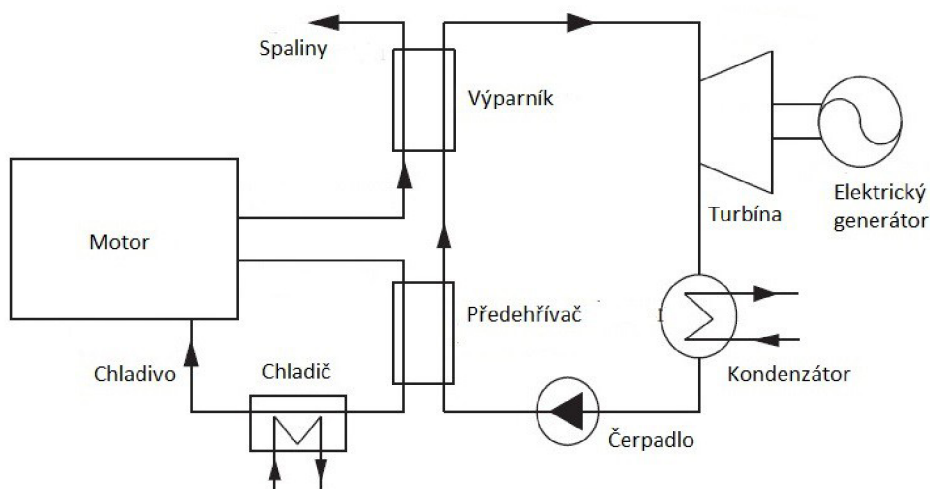 Spaliny
Výparník
Motor
Turbína
Elektrický
generátor
Předehřívač
Chladivo
Chladič
Kondenzátor
Čerpadlo